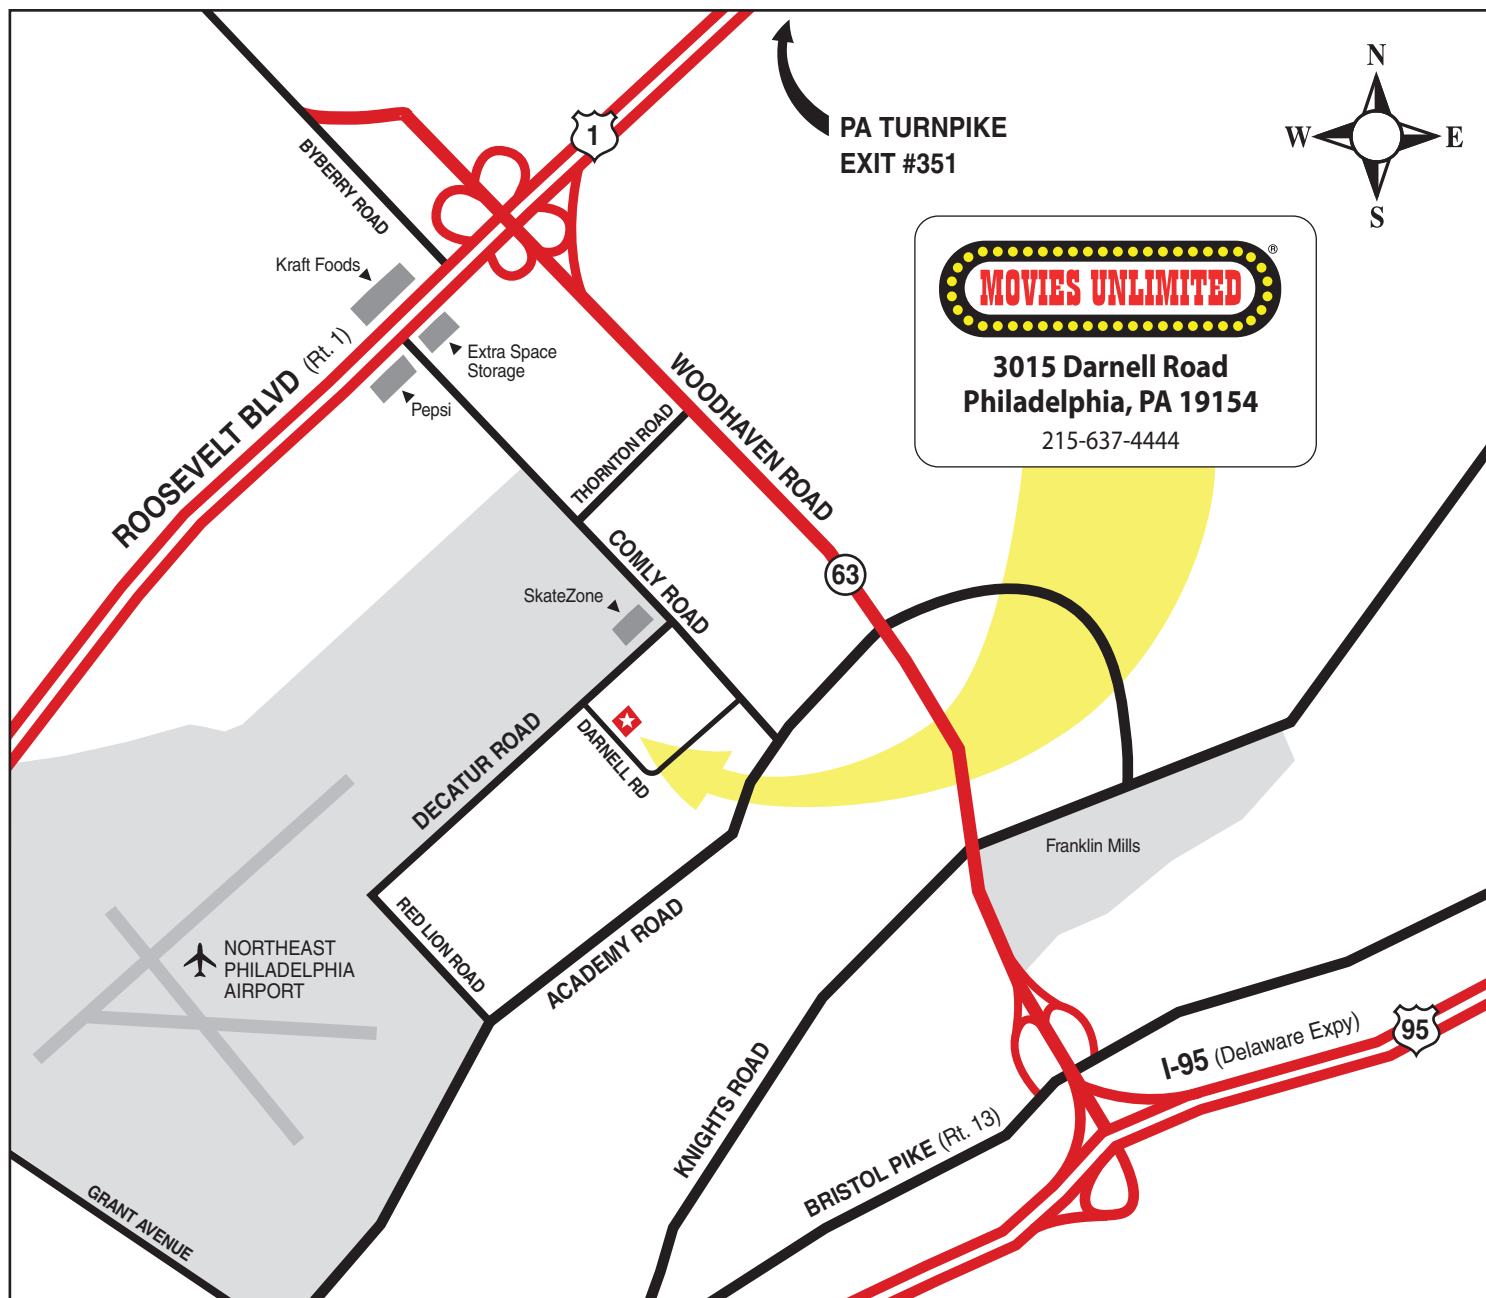 1
PA TURNPIKE
EXIT #351
N
W
E
S
BYBERRY ROAD
Kraft Foods
MOVIES UNLIMITED
®
3015 Darnell Road
Philadelphia, PA 19154
215-637-4444
ROOSEVELT BLVD (Rt. 1)
Extra Space
Storage
Pepsi
WOODHAVEN ROAD
THORNTON ROAD
COMLY ROAD
63
SkateZone
DECATUR ROAD
DARNELL RD
Franklin Mills
RED LION ROAD
ACADEMY ROAD
NORTHEAST
PHILADELPHIA
AIRPORT
KNIGHTS ROAD
I-95 (Delaware Expy)
95
BRISTOL PIKE (Rt. 13)
GRANT AVENUE